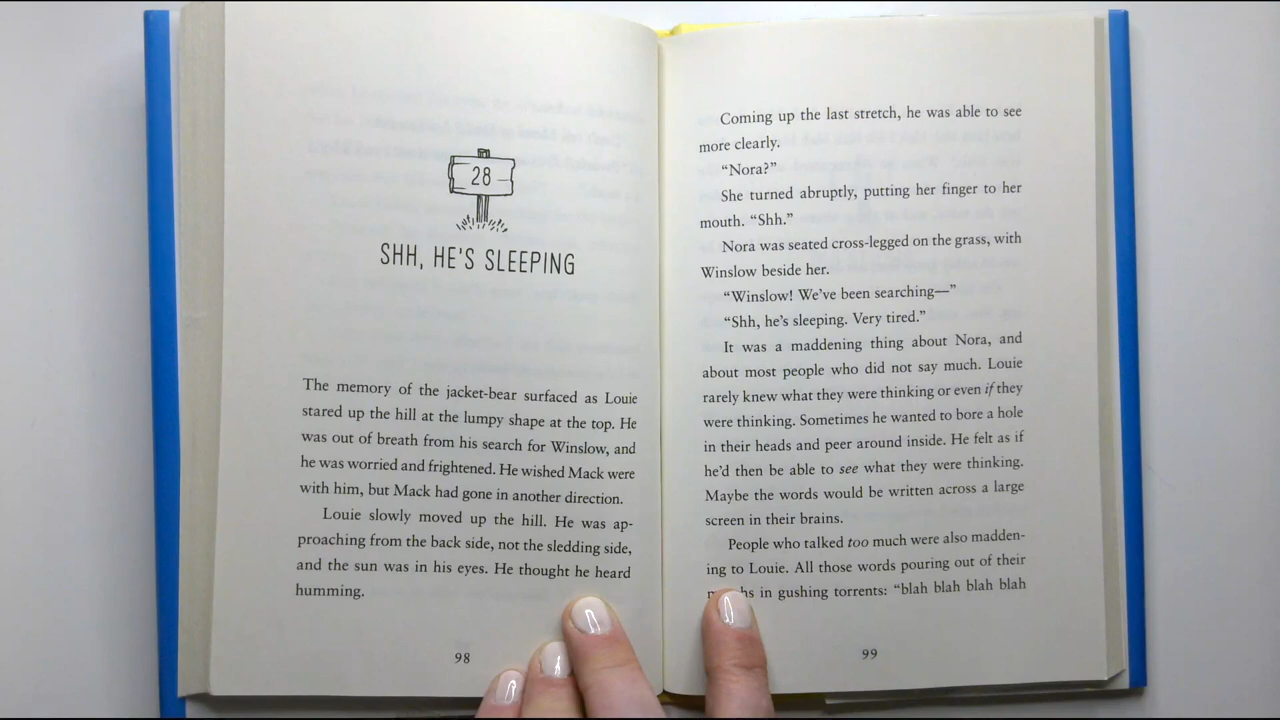 28
SHH, HE'S SLEEPING
The memory of the jacket-bear surfaced as Louie
stared up the hill at the lumpy shape at the top. He
was out of breath from his search for Winslow, and
he was worried and frightened. He wished Mack were
with him, but Mack had gone in another direction.
Louie slowly moved up the hill. He was ap-
proaching from the back side, not the sledding side,
and the sun was in his eyes. He thought he heard
humming.
98
Coming up the last stretch, he was able to see
more clearly.
“Nora?”
She turned abruptly, putting her finger to her
mouth. “Shh.”
Nora was seated cross-legged on the grass, with
Winslow beside her.
“Winslow! We’ve been searching—”
“Shh, he’s sleeping. Very tired.”
It was a maddening thing about Nora, and
about most people who did not say much. Louie
rarely knew what they were thinking or even if they
were thinking. Sometimes he wanted to bore a hole
in their heads and peer around inside. He felt as if
he’d then be able to see what they were thinking.
Maybe the words would be written across a large
screen in their brains.
People who talked too much were also madden-
ing to Louie. All those words pouring out of their
in gushing torrents: “blah blah blah blah
99